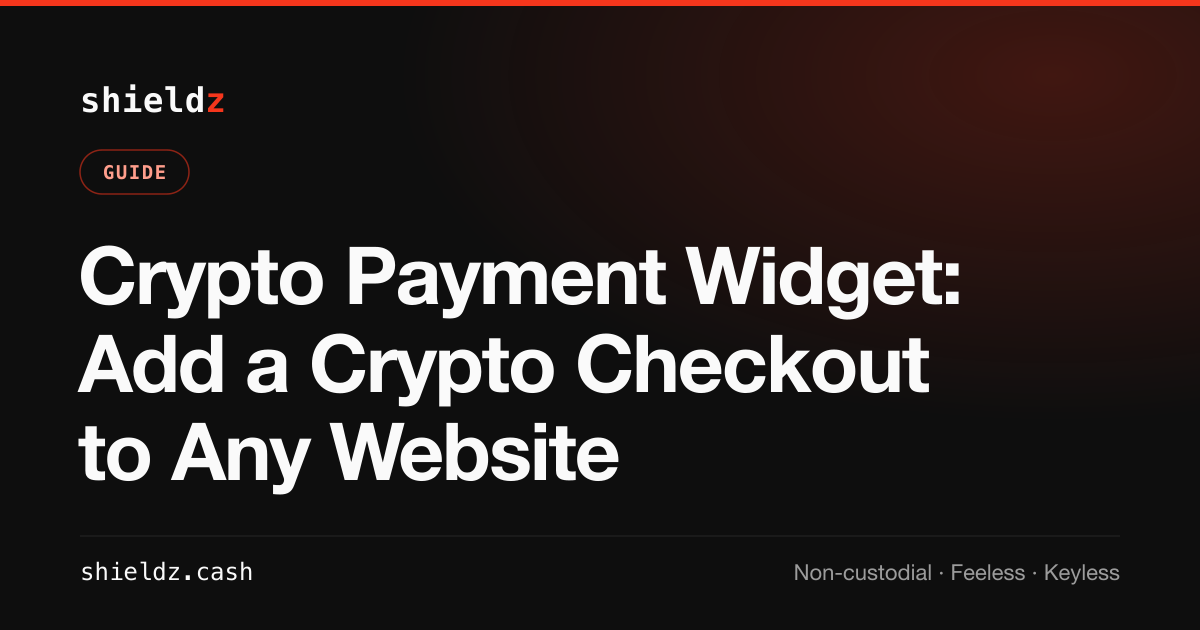 shieldz
GUIDE
Crypto Payment Widget:
Add a Crypto Checkout
to Any Website
shieldz.cash
Non-custodial · Feeless · Keyless